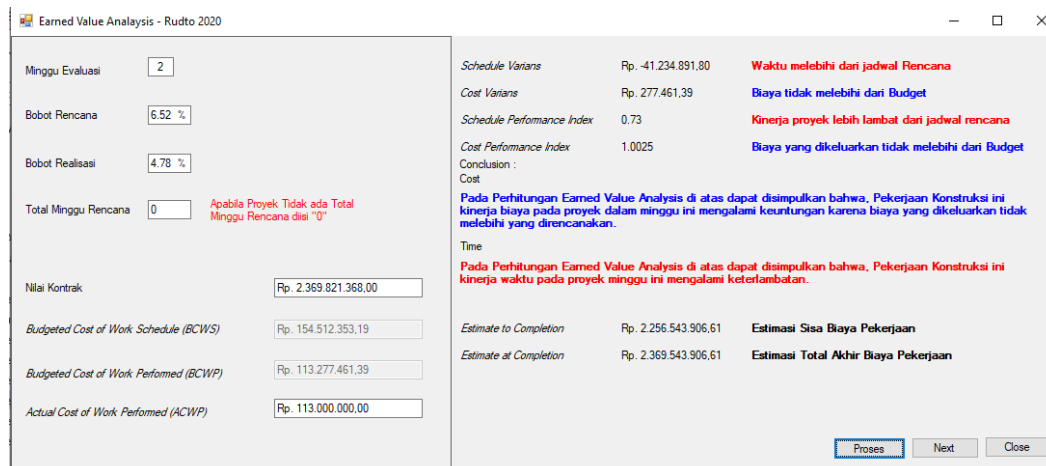 Earned Value Analaysis - Rudto 2020
Minggu Evaluasi 2
Bobot Rencana 6.52 %
Bobot Realisasi 4.78 %
Total Minggu Rencana 0 Apabila Proyek Tidak ada Total
Minggu Rencana diisi "0"
Nilai Kontrak Rp. 2.369.821.368,00
Budgeted Cost of Work Schedule (BCWS) Rp. 154.512.353,19
Budgeted Cost of Work Performed (BCWP) Rp. 113.277.461,39
Actual Cost of Work Performed (ACWP) Rp. 113.000.000,00
Schedule Varians Rp. -41.234.891,80 Waktu melebihi dari jadwal Rencana
Cost Varians Rp. 277.461,39 Biaya tidak melebihi dari Budget
Schedule Performance Index 0.73 Kinerja proyek lebih lambat dari jadwal rencana
Cost Performance Index 1.0025 Biaya yang dikeluarkan tidak melebihi dari Budget
Conclusion :
Cost
Pada Perhitungan Earned Value Analysis di atas dapat disimpulkan bahwa, Pekerjaan Konstruksi ini
kinerja biaya pada proyek dalam minggu ini mengalami keuntungan karena biaya yang dikeluarkan tidak
melebihi yang direncanakan.
Time
Pada Perhitungan Earned Value Analysis di atas dapat disimpulkan bahwa, Pekerjaan Konstruksi ini
kinerja waktu pada proyek minggu ini mengalami keterlambatan.
Estimate to Completion Rp. 2.256.543.906,61 Estimasi Sisa Biaya Pekerjaan
Estimate at Completion Rp. 2.369.543.906,61 Estimasi Total Akhir Biaya Pekerjaan
Proses Next Close